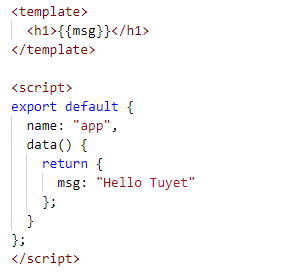 <template>
  <h1>{{msg}}</h1>
</template>

<script>
export default {
  name: "app",
  data() {
    return {
      msg: "Hello Tuyet"
    };
  }
};
</script>